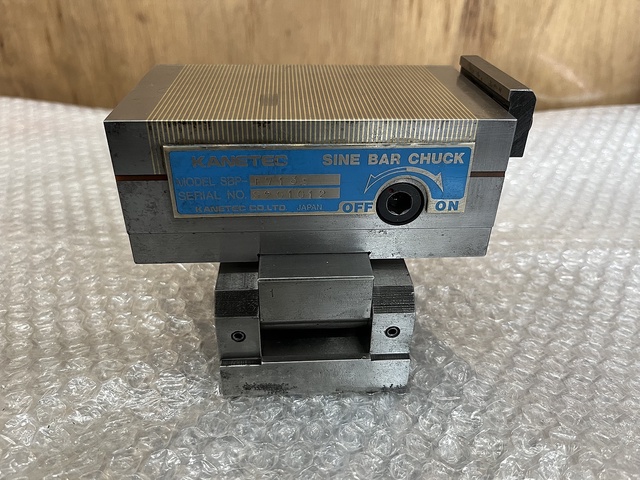 KANETEC
SINE BAR CHUCK
MODEL SBP-
SERIAL NO.
KANETEC CO.LTD. JAPAN
OFF ON